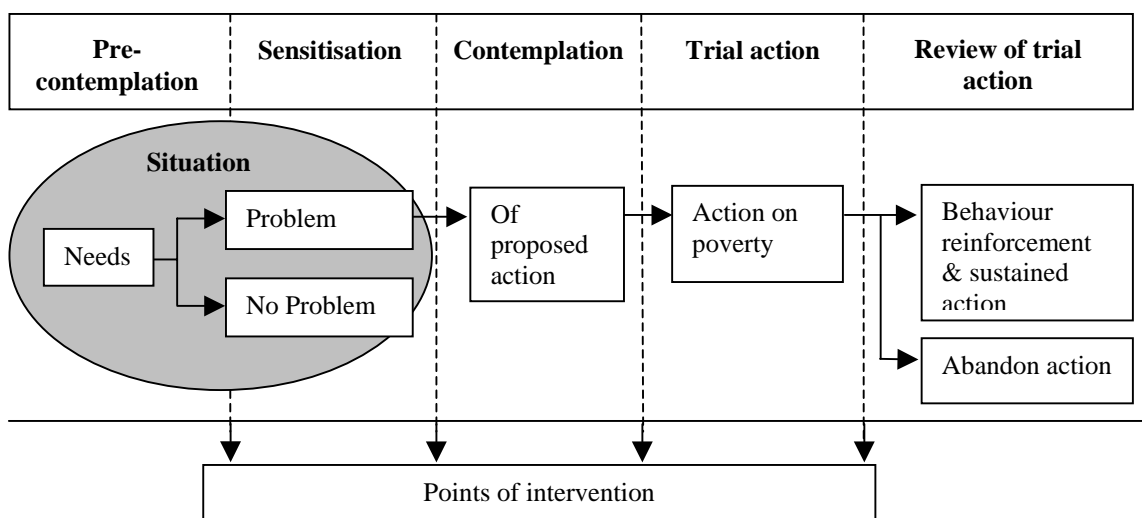 Pre-
contemplation
Sensitisation
Contemplation
Trial action
Review of trial
action
Situation
Needs
Problem
No Problem
Of
proposed
action
Action on
poverty
Behaviour
reinforcement
& sustained
action
Abandon action
Points of intervention